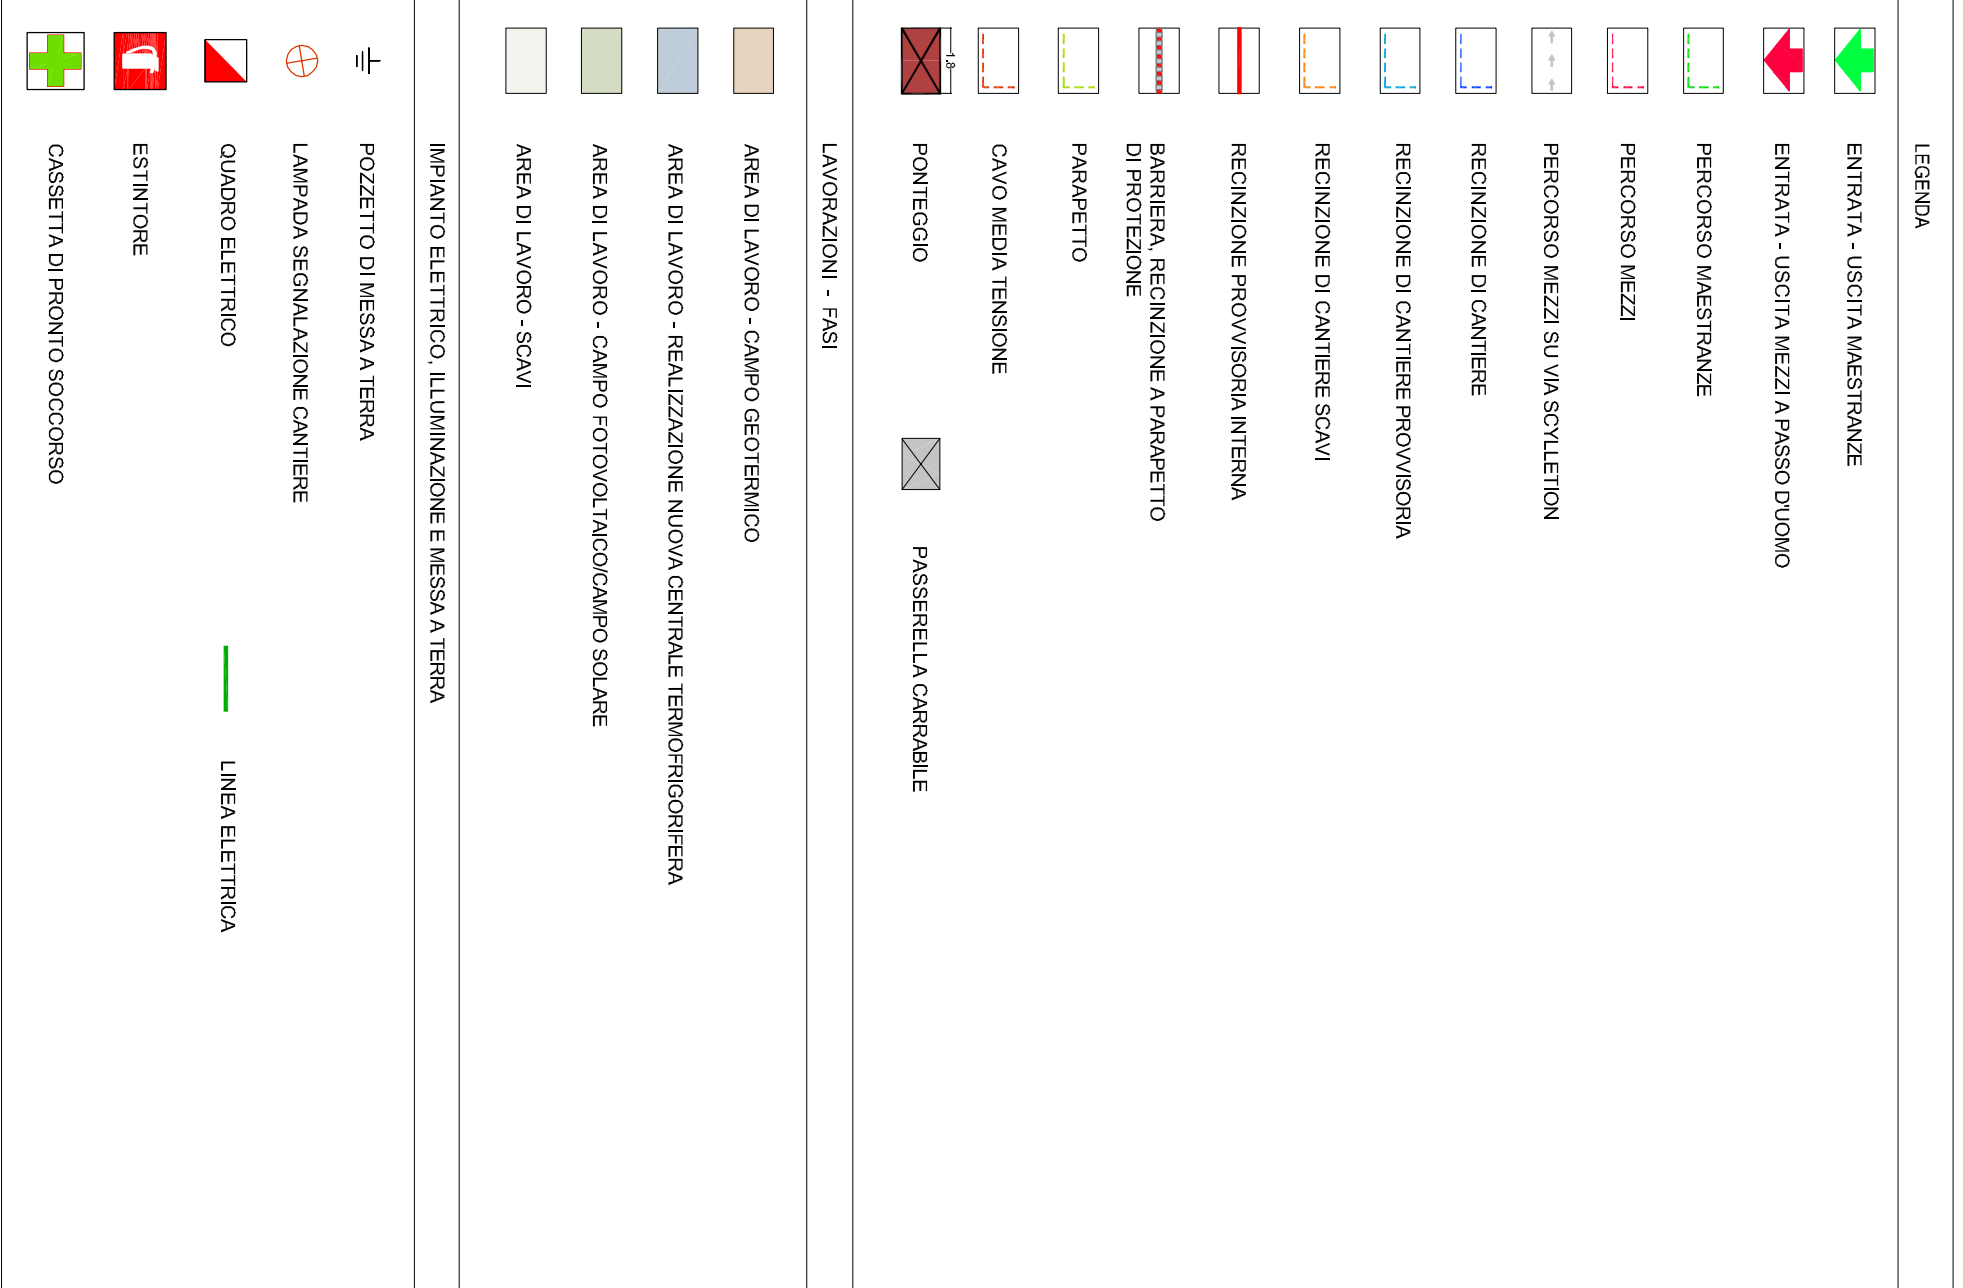 LEGENDA
ENTRATA - USCITA MAESTRANZE
ENTRATA - USCITA MEZZI A PASSO D'UOMO
PERCORSO MAESTRANZE
PERCORSO MEZZI
PERCORSO MEZZI SU VIA SCYLLETION
RECINZIONE DI CANTIERE
RECINZIONE DI CANTIERE PROVVISORIA
RECINZIONE DI CANTIERE SCAVI
RECINZIONE PROVVISORIA INTERNA
BARRIERA, RECINZIONE A PARAPETTO
DI PROTEZIONE
PARAPETTO
CAVO MEDIA TENSIONE
1.8
PONTEGGIO
PASSERELLA CARRABILE
LAVORAZIONI - FASI
AREA DI LAVORO - CAMPO GEOTERMICO
AREA DI LAVORO - REALIZZAZIONE NUOVA CENTRALE TERMOFRIGORIFERA
AREA DI LAVORO - CAMPO FOTOVOLTAICO/CAMPO SOLARE
AREA DI LAVORO - SCAVI
IMPIANTO ELETTRICO, ILLUMINAZIONE E MESSA A TERRA
POZZETTO DI MESSA A TERRA
LAMPADA SEGNALAZIONE CANTIERE
QUADRO ELETTRICO
LINEA ELETTRICA
ESTINTORE
CASSETTA DI PRONTO SOCCORSO